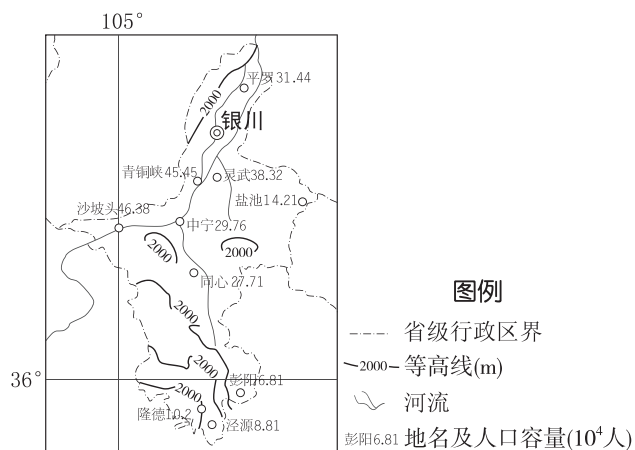 105°
2000
平罗31.44
银川
青铜峡45.45
灵武38.32
盐池14.21
沙坡头46.38
中宁29.76
2000
2000
同心27.71
2000
2000
36°
2000
彭阳6.81
隆德10.2
泾源8.81
图例
省级行政区界
2000 等高线(m)
河流
彭阳6.81 地名及人口容量(10⁴人)